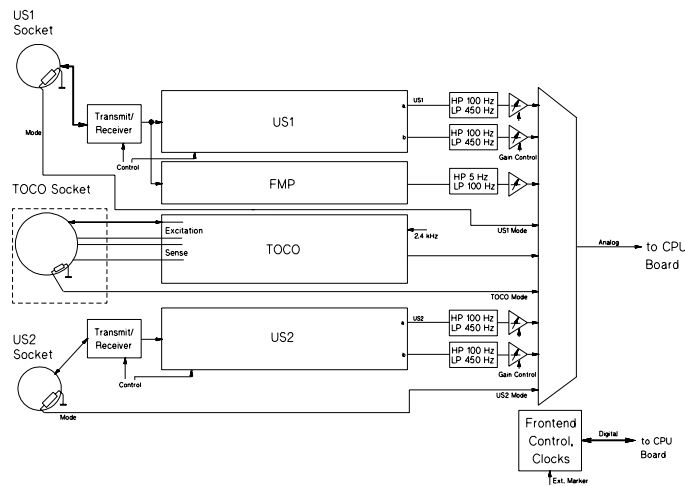 US1
Socket
Transmit/
Receiver
Mode
Control
US1
a
b
US1
HP 100 Hz
LP 450 Hz
HP 100 Hz
LP 450 Hz
Gain Control
FMP
HP 5 Hz
LP 100 Hz
TOCO Socket
Excitation
Sense
TOCO
2,4 kHz
US1 Mode
TOCO Mode
Analog
to CPU
Board
US2
Socket
Transmit/
Receiver
Control
Mode
US2
a
b
US2
HP 100 Hz
LP 450 Hz
HP 100 Hz
LP 450 Hz
Gain Control
US2 Mode
Frontend
Control,
Clocks
Digital
to CPU
Board
Ext. Marker